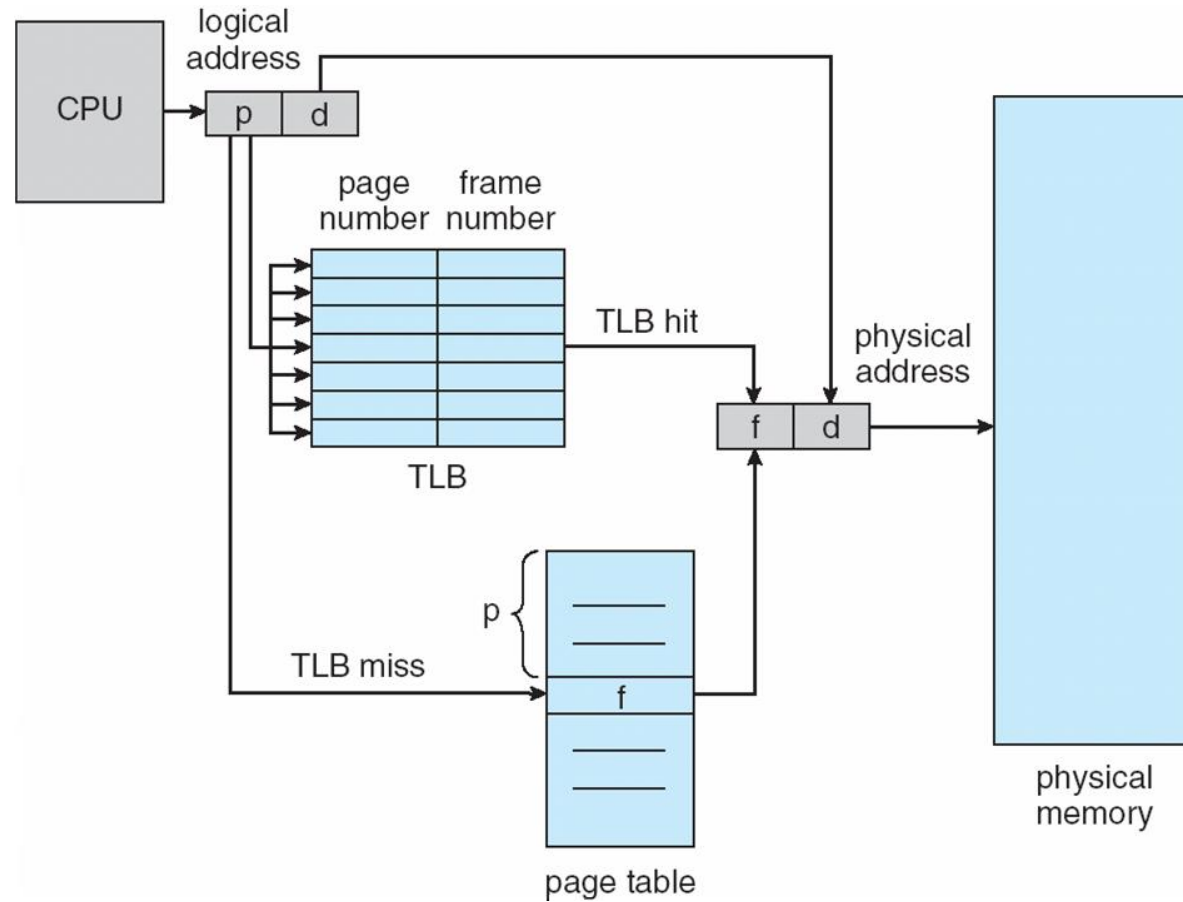 logical
address
CPU
p
d
page
number
frame
number
TLB hit
physical
address
f
d
TLB
p
TLB miss
f
physical
memory
page table